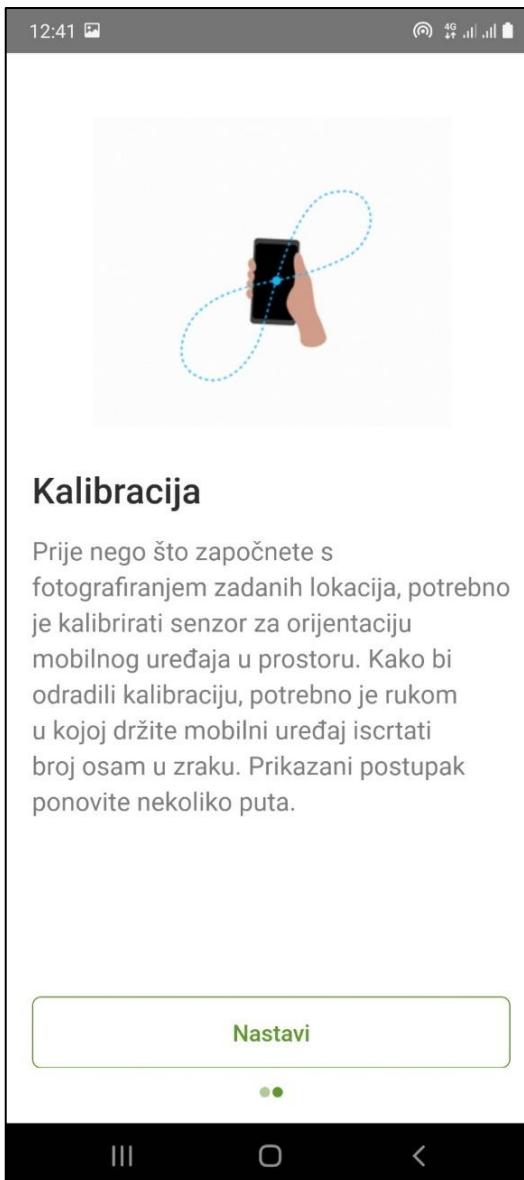 12:41
4G
Kalibracija
Prije nego što započnete s
fotografiranjem zadanih lokacija, potrebno
je kalibrirati senzor za orijentaciju
mobilnog uređaja u prostoru. Kako bi
odradili kalibraciju, potrebno je rukom
u kojoj držite mobilni uređaj iscrtati
broj osam u zraku. Prikazani postupak
ponovite nekoliko puta.
Nastavi